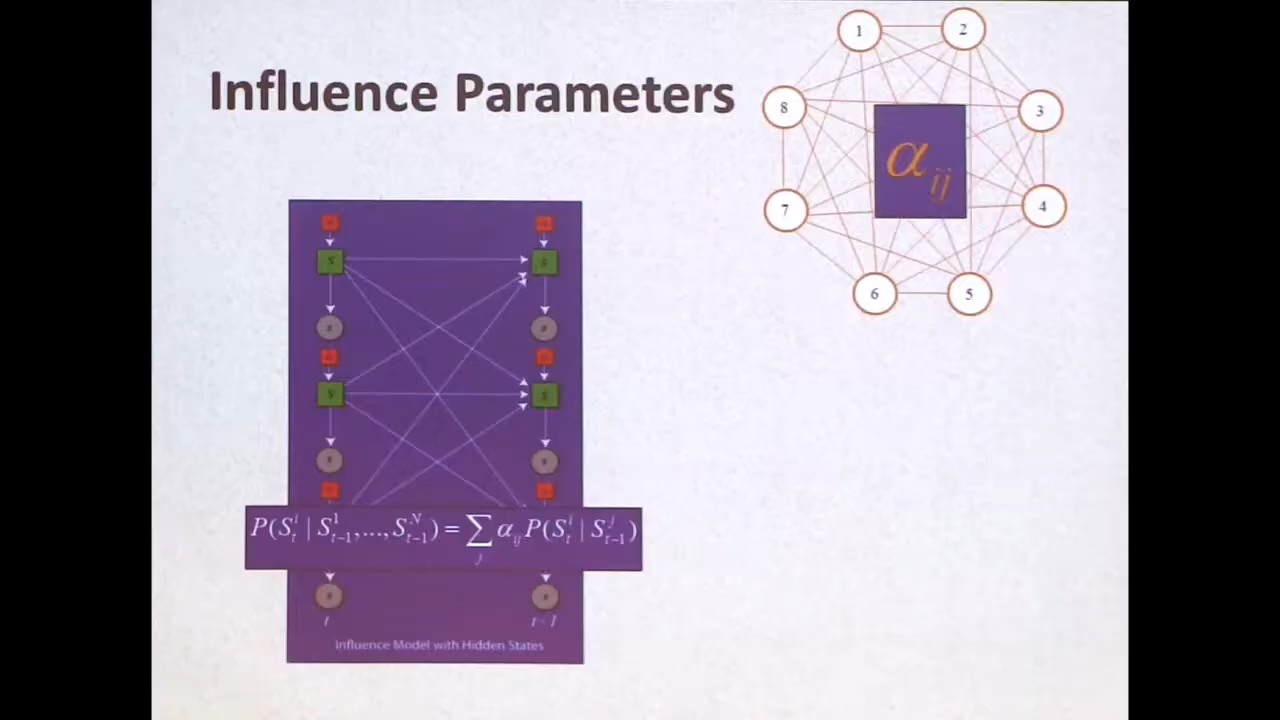 Influence Parameters
1
2
8
3
α_ij
7
4
6
5
S
S
P(S_t^i | S_{t-1}^1,...,S_{t-1}^N) = ∑_j α_ij P(S_t^i | S_{t-1}^j)
t
Influence Model with Hidden States